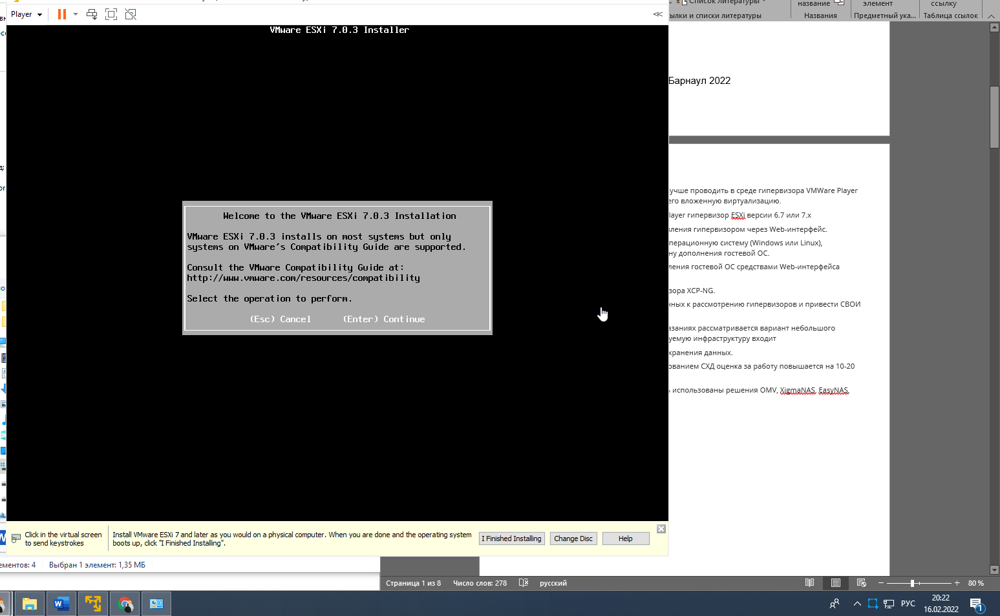 Player
VMware ESXi 7.0.3 Installer
Welcome to the VMware ESXi 7.0.3 Installation
VMware ESXi 7.0.3 installs on most systems but only
systems on VMware's Compatibility Guide are supported.
Consult the VMware Compatibility Guide at:
http://www.vmware.com/resources/compatibility
Select the operation to perform.
(Esc) Cancel (Enter) Continue
Click in the virtual screen
to send keystrokes
Install VMware ESXi 7 and later as you would on a physical computer. When you are done and the operating system
boots up, click "I Finished Installing".
I Finished Installing
Change Disc
Help
Список литературы
название
элемент
ссылку
сылки и списки литературы
Названия
Предметный ука...
Таблица ссылок
Барнаул 2022
учше проводить в среде гипервизора VMWare Player
его вложенную виртуализацию.
layer гипервизор ESXi версии 6.7 или 7.x
вления гипервизором через Web-интерфейс.
перационную систему (Windows или Linux),
ну дополнения гостевой ОС.
ления гостевой ОС средствами Web-интерфейса
зора XCP-NG.
нных к рассмотрению гипервизоров и привести СВОИ
азаниях рассматривается вариант небольшого
уемую инфраструктуру входит
хранения данных.
ованием СХД оценка за работу повышается на 10-20
использованы решения OMV, XigmaNAS, EasyNAS,
ементов: 4 Выбран 1 элемент: 1,35 МБ
Страница 1 из 8 Число слов: 278 русский
80 %
РУС
20:22
16.02.2022
1